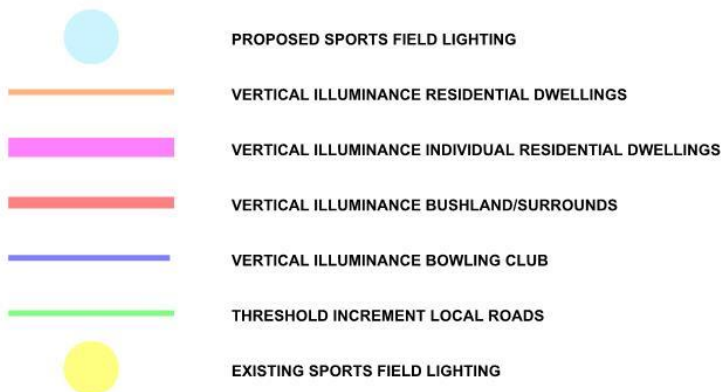 PROPOSED SPORTS FIELD LIGHTING
VERTICAL ILLUMINANCE RESIDENTIAL DWELLINGS
VERTICAL ILLUMINANCE INDIVIDUAL RESIDENTIAL DWELLINGS
VERTICAL ILLUMINANCE BUSHLAND/SURROUNDS
VERTICAL ILLUMINANCE BOWLING CLUB
THRESHOLD INCREMENT LOCAL ROADS
EXISTING SPORTS FIELD LIGHTING